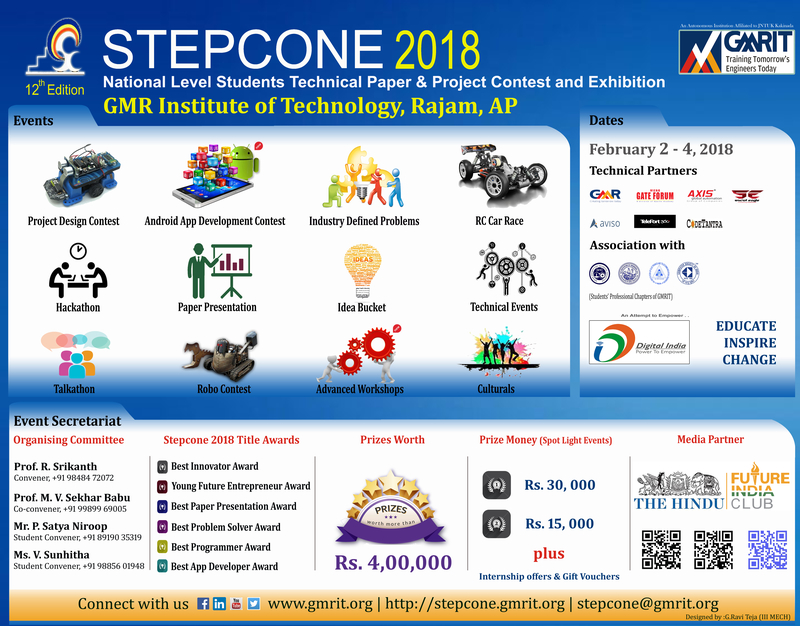 12th Edition
STEPCONE 2018
National Level Students Technical Paper & Project Contest and Exhibition
GMR Institute of Technology, Rajam, AP
An Autonomous Institution Affiliated to JNTUK Kakinada
GMRIT
Training Tomorrow's
Engineers Today
Events
Project Design Contest
Android App Development Contest
Industry Defined Problems
RC Car Race
Hackathon
Paper Presentation
IDEAS
Idea Bucket
Technical Events
Talkathon
Robo Contest
Advanced Workshops
Culturals
Dates
February 2 - 4, 2018
Technical Partners
GMR
GATE FORUM
AXIS
aviso
CODETANTRA
Association with
(Students' Professional Chapters of GMRIT)
An Attempt to Empower . .
Digital India
Power To Empower
EDUCATE
INSPIRE
CHANGE
Event Secretariat
Organising Committee
Prof. R. Srikanth
Convener, +91 98484 72072
Prof. M. V. Sekhar Babu
Co-convener, +91 99899 69005
Mr. P. Satya Niroop
Student Convener, +91 89190 35319
Ms. V. Sunhitha
Student Convener, +91 98856 01948
Stepcone 2018 Title Awards
Best Innovator Award
Young Future Entrepreneur Award
Best Paper Presentation Award
Best Problem Solver Award
Best Programmer Award
Best App Developer Award
Prizes Worth
PRIZES
worth more than
Rs. 4,00,000
Prize Money (Spot Light Events)
Rs. 30, 000
Rs. 15, 000
plus
Internship offers & Gift Vouchers
Media Partner
THE HINDU
FUTURE
INDIA
CLUB
Connect with us
www.gmrit.org | http://stepcone.gmrit.org | stepcone@gmrit.org
Designed by :G.Ravi Teja (III MECH)